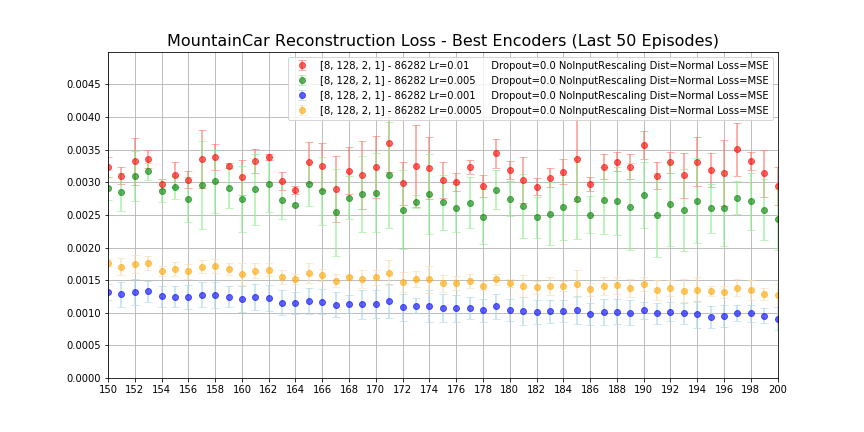 MountainCar Reconstruction Loss - Best Encoders (Last 50 Episodes)
[8, 128, 2, 1] - 86282 Lr=0.01 Dropout=0.0 NoInputRescaling Dist=Normal Loss=MSE
[8, 128, 2, 1] - 86282 Lr=0.005 Dropout=0.0 NoInputRescaling Dist=Normal Loss=MSE
[8, 128, 2, 1] - 86282 Lr=0.001 Dropout=0.0 NoInputRescaling Dist=Normal Loss=MSE
[8, 128, 2, 1] - 86282 Lr=0.0005 Dropout=0.0 NoInputRescaling Dist=Normal Loss=MSE
0.0045
0.0040
0.0035
0.0030
0.0025
0.0020
0.0015
0.0010
0.0005
0.0000
150 152 154 156 158 160 162 164 166 168 170 172 174 176 178 180 182 184 186 188 190 192 194 196 198 200